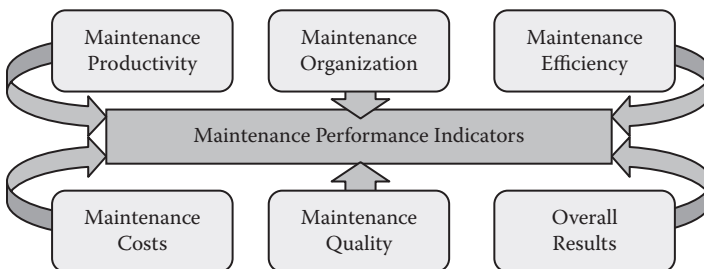 Maintenance
Productivity
Maintenance
Organization
Maintenance
Efficiency
Maintenance Performance Indicators
Maintenance
Costs
Maintenance
Quality
Overall
Results